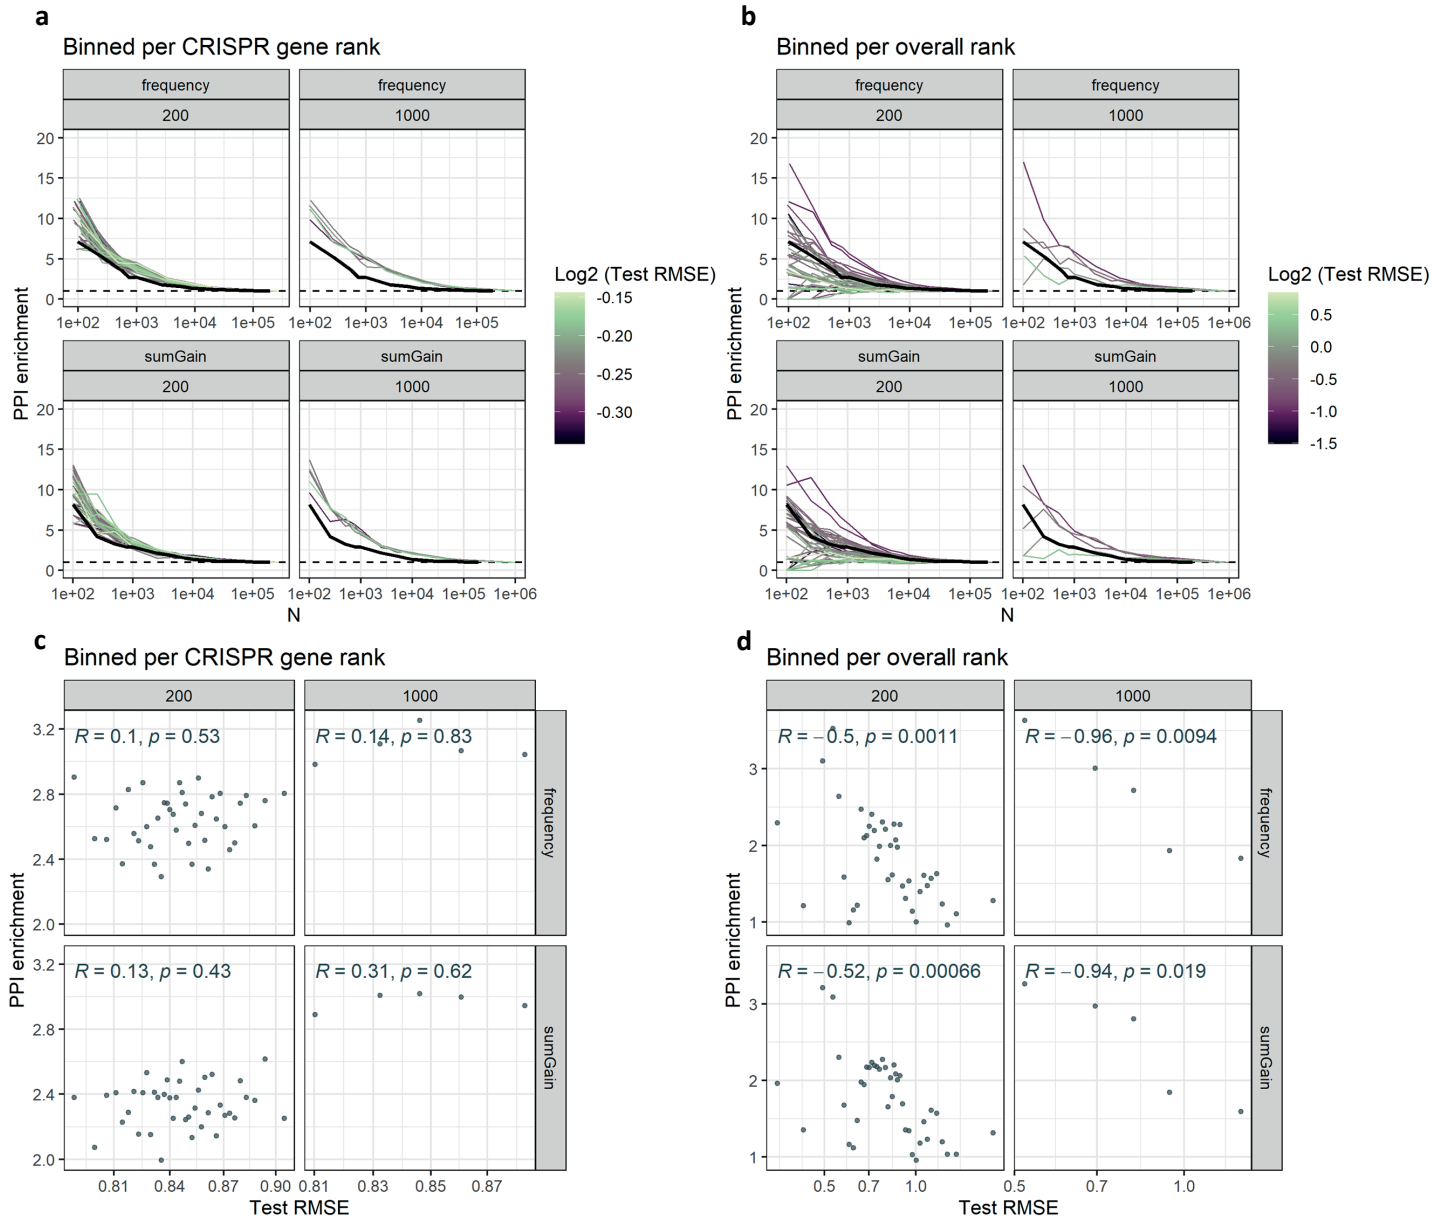 a
Binned per CRISPR gene rank
frequency
frequency
200
1000
20
15
10
5
0
1e+02
1e+03
1e+04
1e+05
1e+02
1e+03
1e+04
1e+05
sumGain
sumGain
200
1000
20
15
10
5
0
1e+02
1e+03
1e+04
1e+05
1e+02
1e+03
1e+04
1e+05
1e+06
PPI enrichment
N
Log2 (Test RMSE)
-0.15
-0.20
-0.25
-0.30
b
Binned per overall rank
frequency
frequency
200
1000
20
15
10
5
0
1e+02
1e+03
1e+04
1e+05
1e+02
1e+03
1e+04
1e+05
1e+06
sumGain
sumGain
200
1000
20
15
10
5
0
1e+02
1e+03
1e+04
1e+05
1e+02
1e+03
1e+04
1e+05
1e+06
PPI enrichment
N
Log2 (Test RMSE)
0.5
0.0
-0.5
-1.0
-1.5
c
Binned per CRISPR gene rank
200
1000
R = 0.1, p = 0.53
R = 0.14, p = 0.83
frequency
3.2
2.8
2.4
2.0
R = 0.13, p = 0.43
R = 0.31, p = 0.62
sumGain
3.2
2.8
2.4
2.0
0.81
0.84
0.87
0.90
0.81
0.83
0.85
0.87
PPI enrichment
Test RMSE
d
Binned per overall rank
200
1000
R = −0.5, p = 0.0011
R = −0.96, p = 0.0094
frequency
3
2
1
R = −0.52, p = 0.00066
R = −0.94, p = 0.019
sumGain
3
2
1
0.5
0.7
1.0
0.5
0.7
1.0
PPI enrichment
Test RMSE